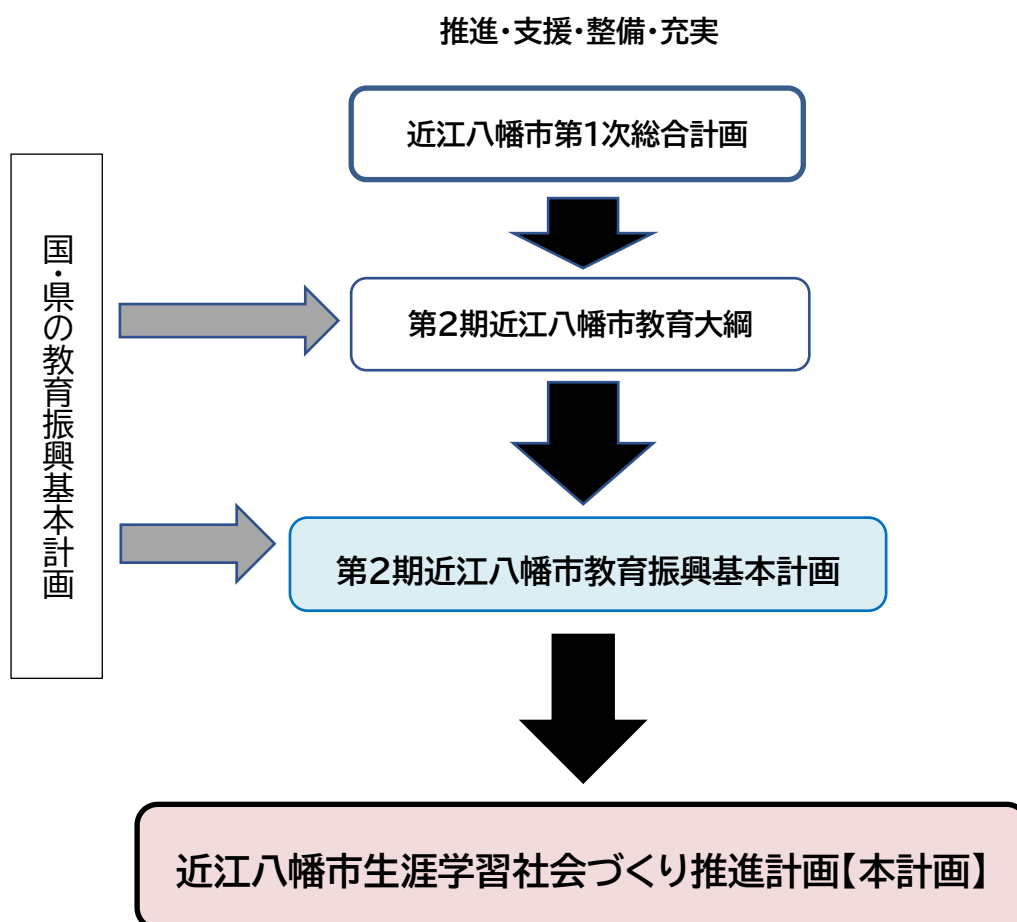 推進・支援・整備・充実
近江八幡市第1次総合計画
国・県の教育振興基本計画
第2期近江八幡市教育大綱
第2期近江八幡市教育振興基本計画
近江八幡市生涯学習社会づくり推進計画【本計画】